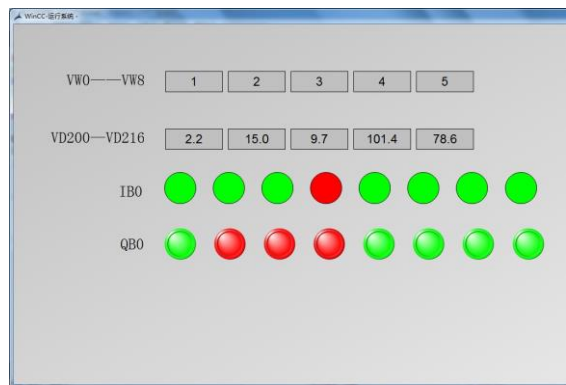 WinCC-运行系统 -
VW0——VW8 1 2 3 4 5
VD200—VD216 2.2 15.0 9.7 101.4 78.6
IB0
QB0